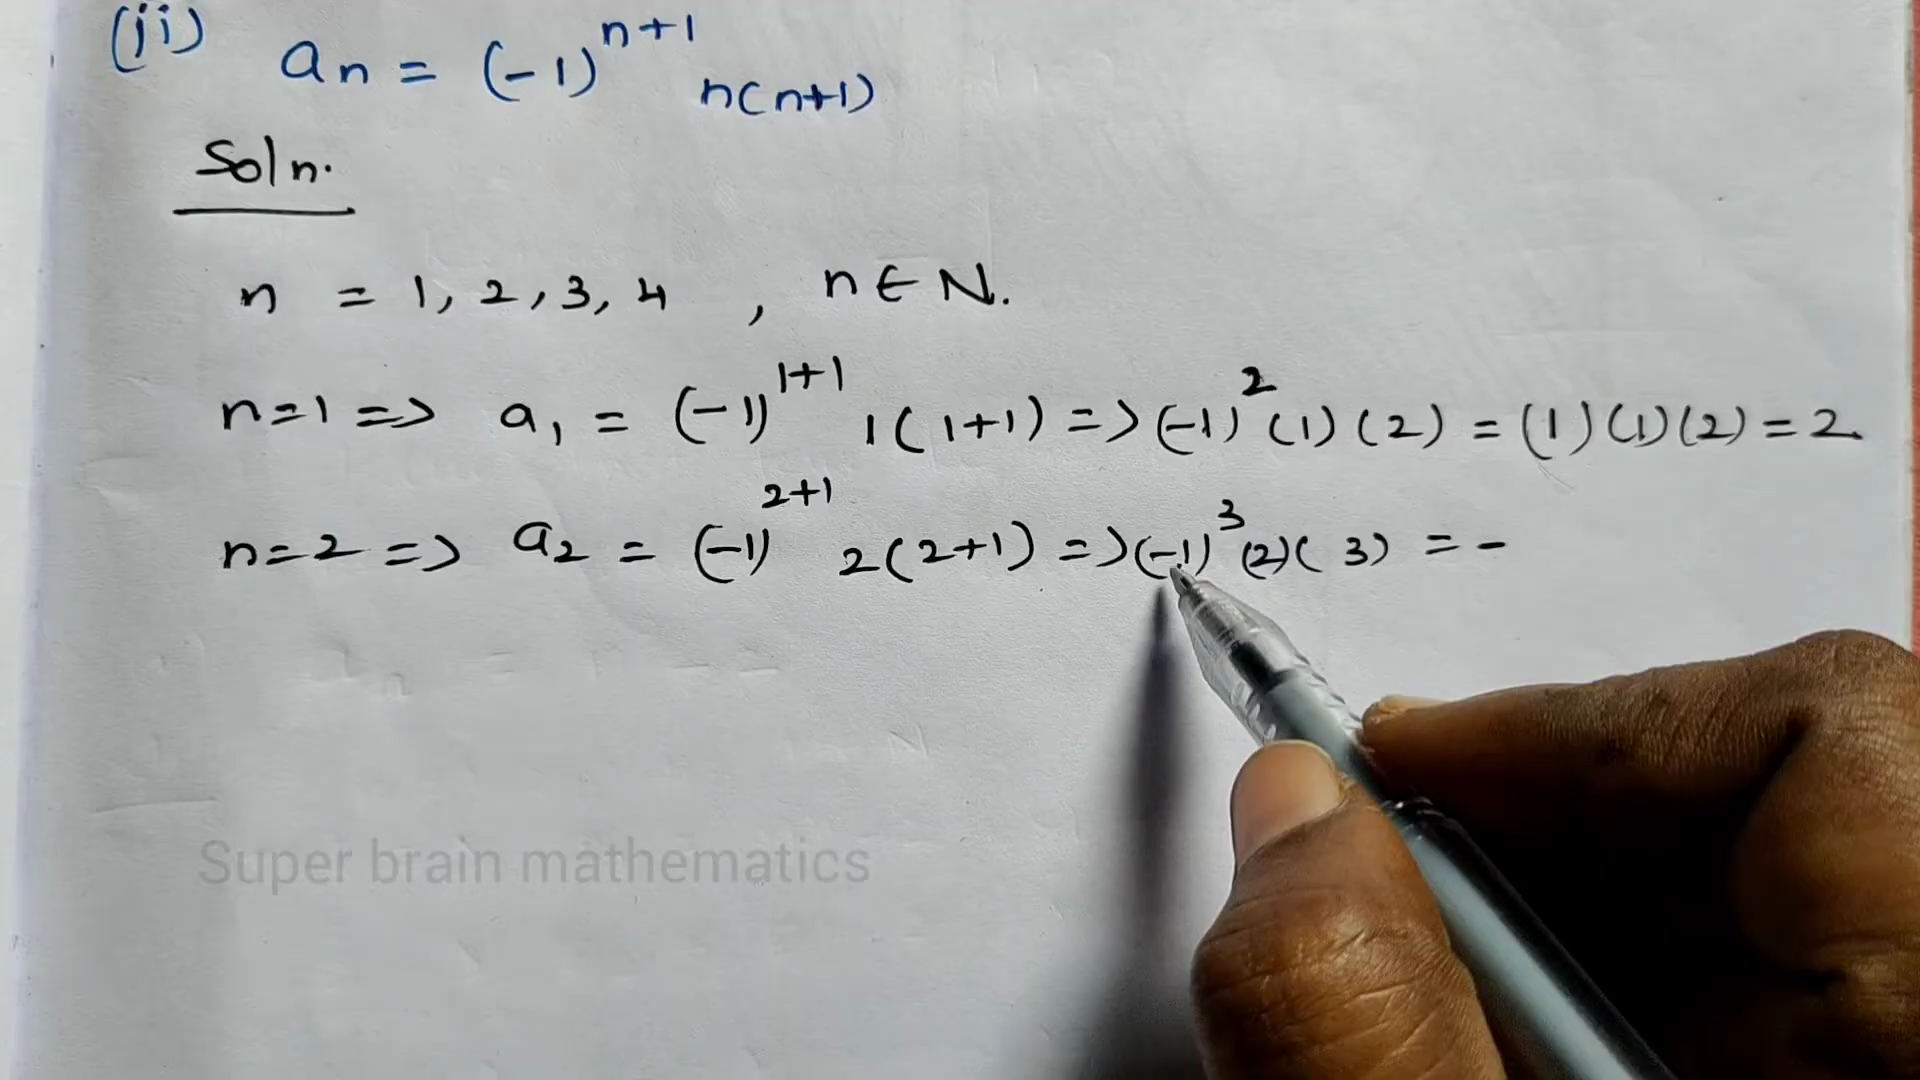 (ii) aₙ = (-1)ⁿ⁺¹ n(n+1)
Soln.
n = 1, 2, 3, 4 , n ∈ N.
n=1 => a₁ = (-1)¹⁺¹ 1(1+1) => (-1)² (1) (2) = (1)(1)(2) = 2
n=2 => a₂ = (-1)²⁺¹ 2(2+1) => (-1)³ (2)( 3) = -
Super brain mathematics